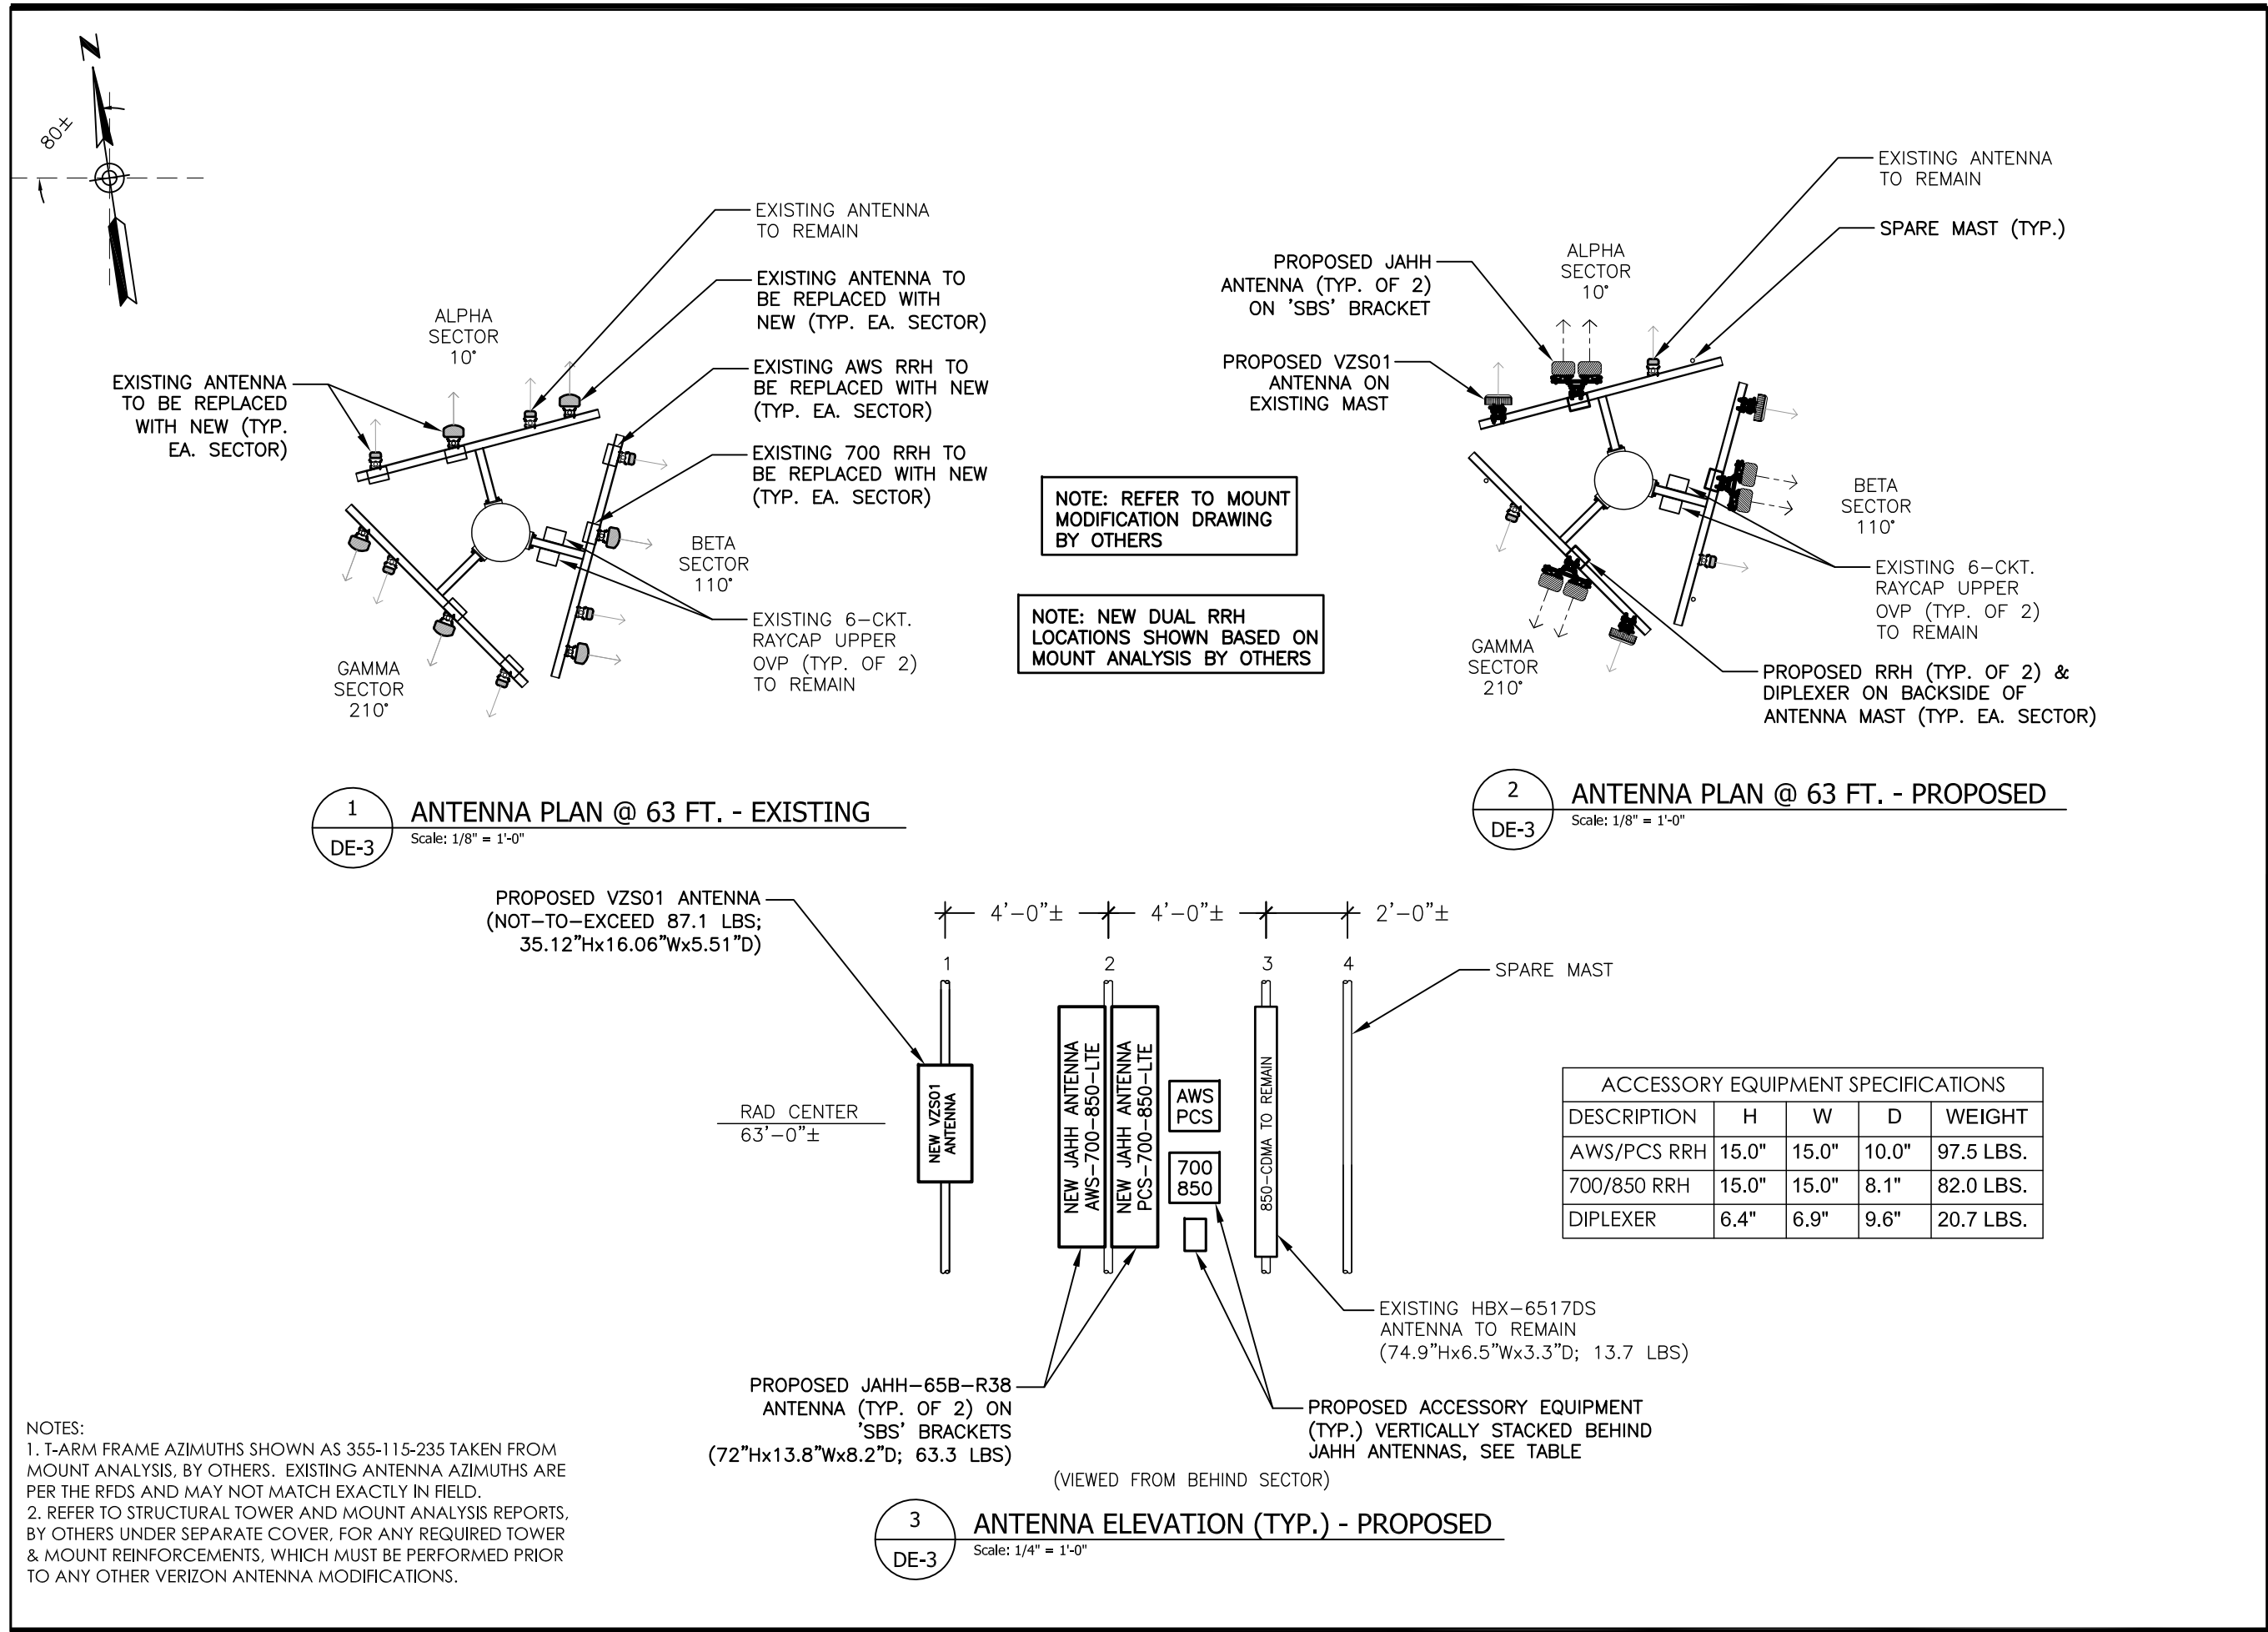 N
80±
ALPHA
SECTOR
10°
EXISTING ANTENNA
TO REMAIN
EXISTING ANTENNA TO
BE REPLACED WITH
NEW (TYP. EA. SECTOR)
EXISTING ANTENNA
TO BE REPLACED
WITH NEW (TYP.
EA. SECTOR)
EXISTING AWS RRH TO
BE REPLACED WITH NEW
(TYP. EA. SECTOR)
EXISTING 700 RRH TO
BE REPLACED WITH NEW
(TYP. EA. SECTOR)
BETA
SECTOR
110°
EXISTING 6-CKT.
RAYCAP UPPER
OVP (TYP. OF 2)
TO REMAIN
GAMMA
SECTOR
210°
1
DE-3
ANTENNA PLAN @ 63 FT. - EXISTING
Scale: 1/8" = 1'-0"
NOTE: REFER TO MOUNT
MODIFICATION DRAWING
BY OTHERS
NOTE: NEW DUAL RRH
LOCATIONS SHOWN BASED ON
MOUNT ANALYSIS BY OTHERS
EXISTING ANTENNA
TO REMAIN
SPARE MAST (TYP.)
ALPHA
SECTOR
10°
PROPOSED JAHH
ANTENNA (TYP. OF 2)
ON 'SBS' BRACKET
PROPOSED VZS01
ANTENNA ON
EXISTING MAST
BETA
SECTOR
110°
EXISTING 6-CKT.
RAYCAP UPPER
OVP (TYP. OF 2)
TO REMAIN
GAMMA
SECTOR
210°
PROPOSED RRH (TYP. OF 2) &
DIPLEXER ON BACKSIDE OF
ANTENNA MAST (TYP. EA. SECTOR)
2
DE-3
ANTENNA PLAN @ 63 FT. - PROPOSED
Scale: 1/8" = 1'-0"
PROPOSED VZS01 ANTENNA
(NOT-TO-EXCEED 87.1 LBS;
35.12"Hx16.06"Wx5.51"D)
4'-0"± 4'-0"± 2'-0"±
1 2 3 4
SPARE MAST
RAD CENTER
63'-0"±
NEW VZS01
ANTENNA
NEW JAHH ANTENNA
AWS-700-850-LTE
NEW JAHH ANTENNA
PCS-700-850-LTE
AWS
PCS
700
850
850-CDMA TO REMAIN
ACCESSORY EQUIPMENT SPECIFICATIONS
DESCRIPTION H W D WEIGHT
AWS/PCS RRH 15.0" 15.0" 10.0" 97.5 LBS.
700/850 RRH 15.0" 15.0" 8.1" 82.0 LBS.
DIPLEXER 6.4" 6.9" 9.6" 20.7 LBS.
EXISTING HBX-6517DS
ANTENNA TO REMAIN
(74.9"Hx6.5"Wx3.3"D; 13.7 LBS)
PROPOSED JAHH-65B-R38
ANTENNA (TYP. OF 2) ON
'SBS' BRACKETS
(72"Hx13.8"Wx8.2"D; 63.3 LBS)
PROPOSED ACCESSORY EQUIPMENT
(TYP.) VERTICALLY STACKED BEHIND
JAHH ANTENNAS, SEE TABLE
(VIEWED FROM BEHIND SECTOR)
3
DE-3
ANTENNA ELEVATION (TYP.) - PROPOSED
Scale: 1/4" = 1'-0"
NOTES:
1. T-ARM FRAME AZIMUTHS SHOWN AS 355-115-235 TAKEN FROM
MOUNT ANALYSIS, BY OTHERS. EXISTING ANTENNA AZIMUTHS ARE
PER THE RFDS AND MAY NOT MATCH EXACTLY IN FIELD.
2. REFER TO STRUCTURAL TOWER AND MOUNT ANALYSIS REPORTS,
BY OTHERS UNDER SEPARATE COVER, FOR ANY REQUIRED TOWER
& MOUNT REINFORCEMENTS, WHICH MUST BE PERFORMED PRIOR
TO ANY OTHER VERIZON ANTENNA MODIFICATIONS.